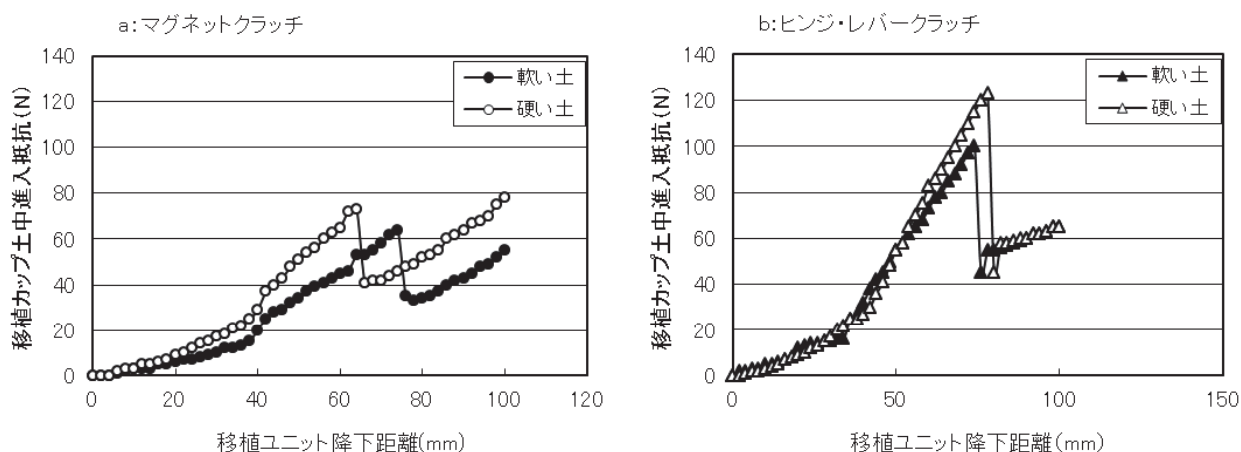 a:マグネットクラッチ
移植カップ土中進入抵抗(N)
140
120
100
80
60
40
20
0
軟い土
硬い土
0 20 40 60 80 100 120
移植ユニット降下距離(mm)
b:ヒンジ・レバークラッチ
移植カップ土中進入抵抗(N)
140
120
100
80
60
40
20
0
軟い土
硬い土
0 50 100 150
移植ユニット降下距離(mm)